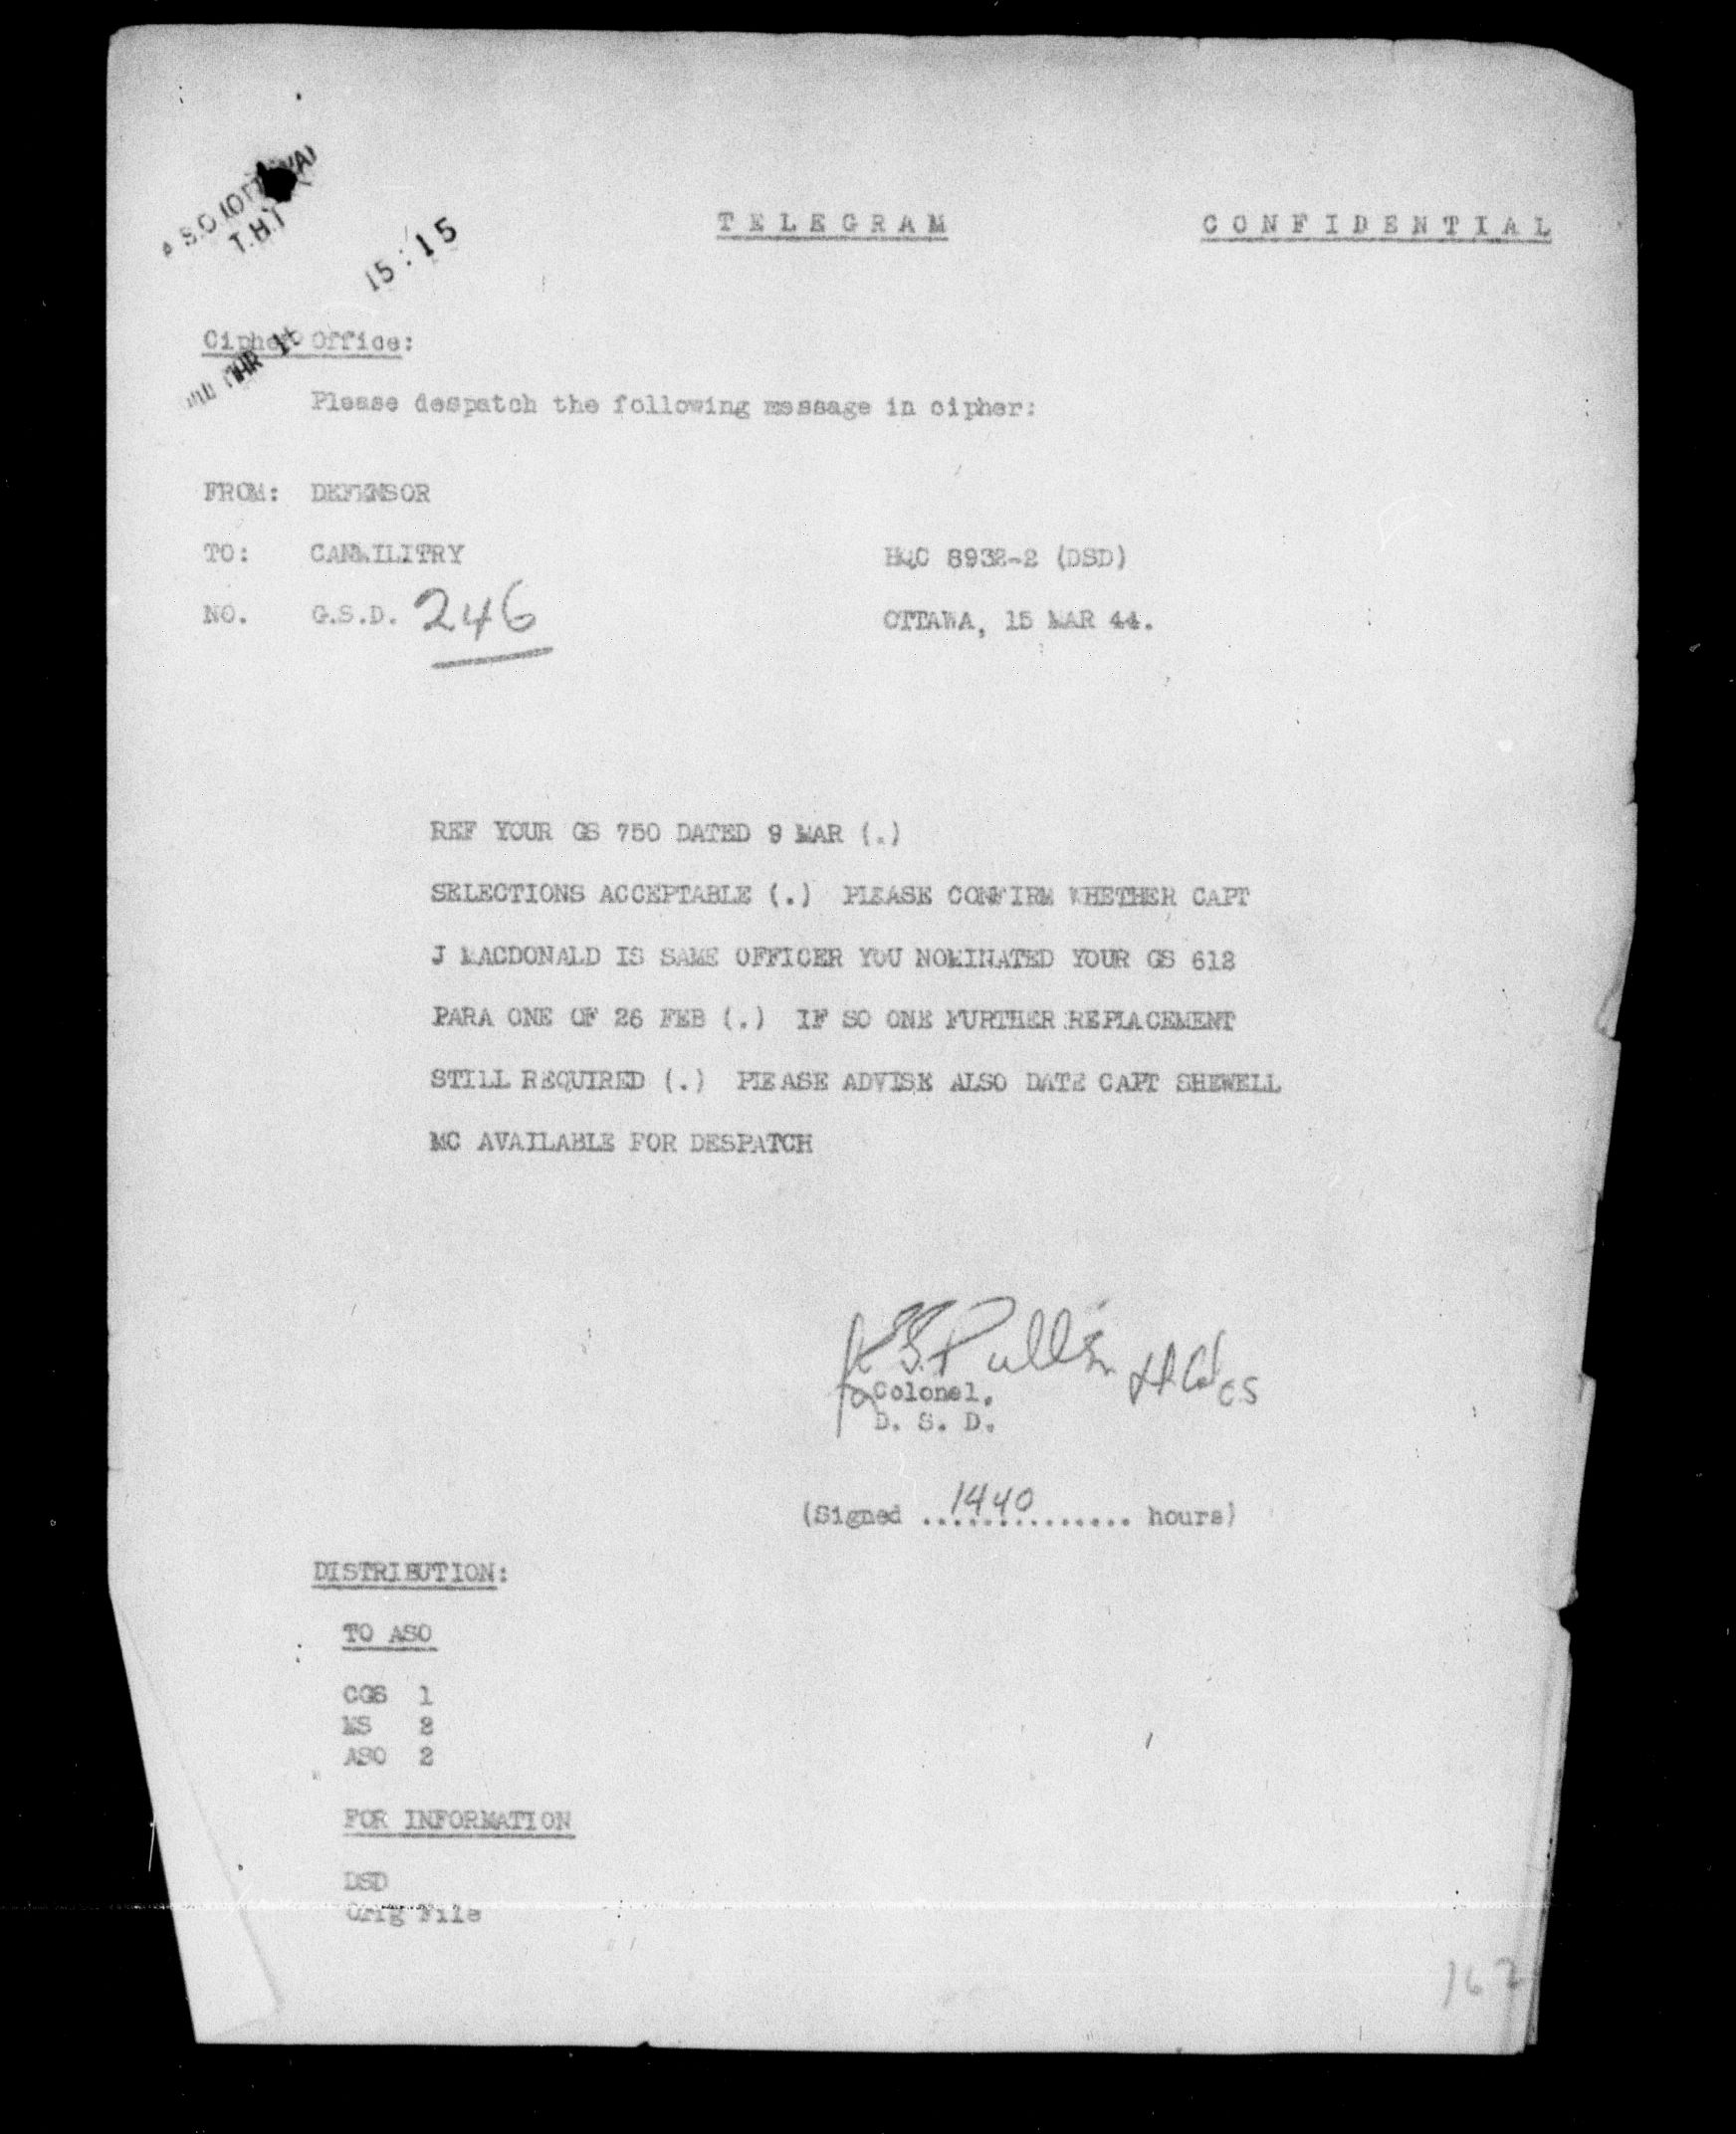 T.H.I
15:15
TELEGRAM CONFIDENTIAL
Cipher Office:
Please despatch the following message in cipher:
FROM: DEFENSOR
TO: CANMILITRY HQC 8932-2 (DSD)
NO. G.S.D. 246 OTTAWA, 15 MAR 44.
REF YOUR GS 750 DATED 9 MAR (.)
SELECTIONS ACCEPTABLE (.) PLEASE CONFIRM WHETHER CAPT
J MACDONALD IS SAME OFFICER YOU NOMINATED YOUR GS 612
PARA ONE OF 26 FEB (.) IF SO ONE FURTHER REPLACEMENT
STILL REQUIRED (.) PLEASE ADVISE ALSO DATE CAPT SHEWELL
MC AVAILABLE FOR DESPATCH
for Colonel,
D. S. D.
(Signed ..1440.......... hours)
DISTRIBUTION:
TO ASO
CGS 1
MS 2
ASO 2
FOR INFORMATION
DSD
Orig File
167